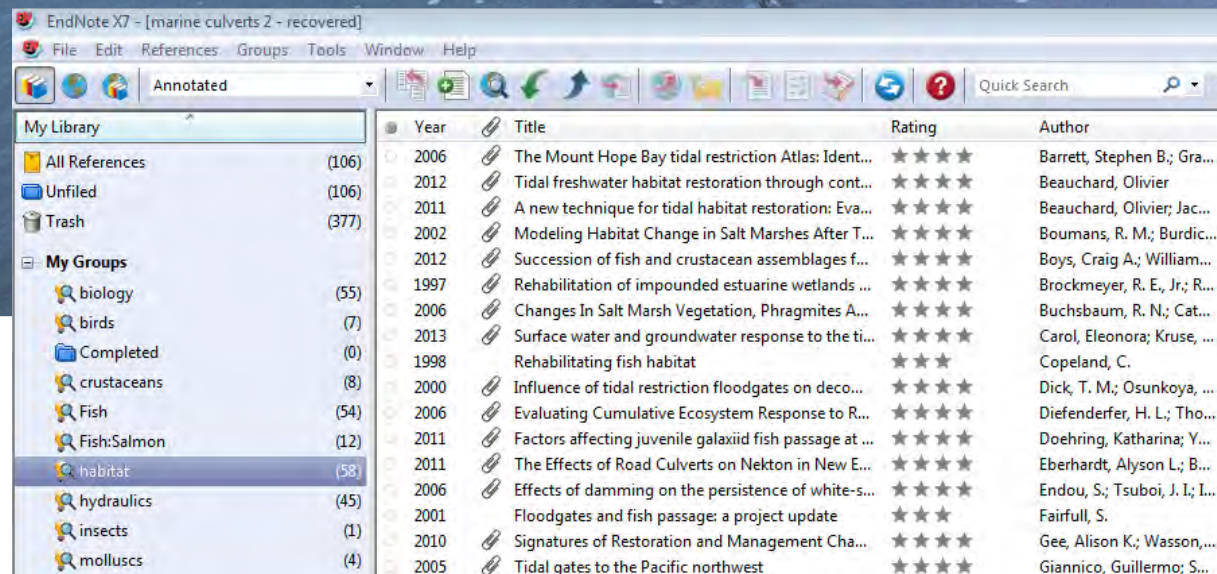 EndNote X7 - [marine culverts 2 - recovered]
File Edit References Groups Tools Window Help
Annotated Quick Search
My Library
All References (106)
Unfiled (106)
Trash (377)
My Groups
biology (55)
birds (7)
Completed (0)
crustaceans (8)
Fish (54)
Fish:Salmon (12)
habitat (58)
hydraulics (45)
insects (1)
molluscs (4)
Year Title Rating Author
2006 The Mount Hope Bay tidal restriction Atlas: Ident... ★★★★ Barrett, Stephen B.; Gra...
2012 Tidal freshwater habitat restoration through cont... ★★★★ Beauchard, Olivier
2011 A new technique for tidal habitat restoration: Eva... ★★★★ Beauchard, Olivier; Jac...
2002 Modeling Habitat Change in Salt Marshes After T... ★★★★ Boumans, R. M.; Burdic...
2012 Succession of fish and crustacean assemblages f... ★★★★ Boys, Craig A.; William...
1997 Rehabilitation of impounded estuarine wetlands ... ★★★★ Brockmeyer, R. E., Jr.; R...
2006 Changes In Salt Marsh Vegetation, Phragmites A... ★★★★ Buchsbaum, R. N.; Cat...
2013 Surface water and groundwater response to the ti... ★★★★ Carol, Eleonora; Kruse, ...
1998 Rehabilitating fish habitat ★★★ Copeland, C.
2000 Influence of tidal restriction floodgates on deco... ★★★★ Dick, T. M.; Osunkoya, ...
2006 Evaluating Cumulative Ecosystem Response to R... ★★★★ Diefenderfer, H. L.; Tho...
2011 Factors affecting juvenile galaxiid fish passage at ... ★★★★ Doehring, Katharina; Y...
2011 The Effects of Road Culverts on Nekton in New E... ★★★★ Eberhardt, Alyson L.; B...
2006 Effects of damming on the persistence of white-s... ★★★★ Endou, S.; Tsuboi, J. I.; I...
2001 Floodgates and fish passage: a project update ★★★ Fairfull, S.
2010 Signatures of Restoration and Management Cha... ★★★★ Gee, Alison K.; Wasson,...
2005 Tidal gates to the Pacific northwest ★★★★ Giannico, Guillermo; S...